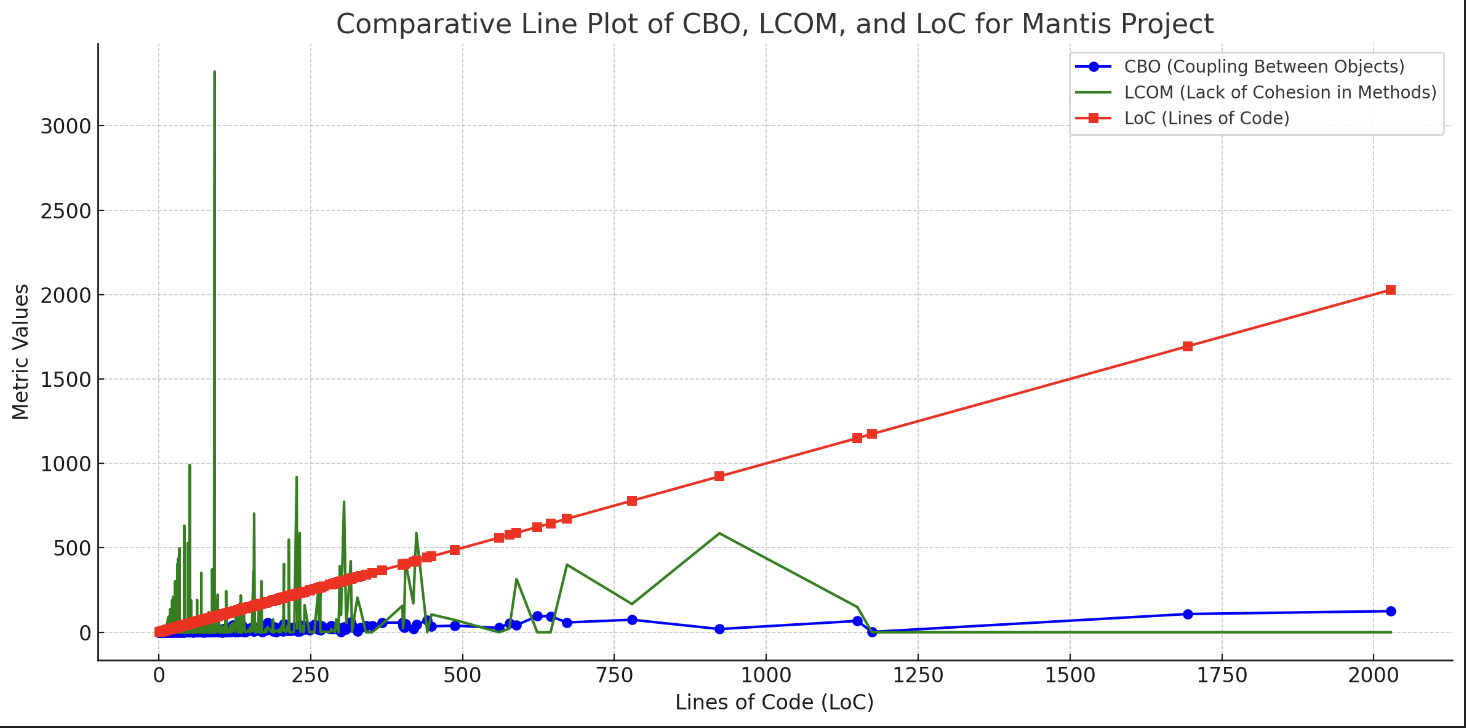 Comparative Line Plot of CBO, LCOM, and LoC for Mantis Project
CBO (Coupling Between Objects)
LCOM (Lack of Cohesion in Methods)
LoC (Lines of Code)
Metric Values
3000
2500
2000
1500
1000
500
0
0 250 500 750 1000 1250 1500 1750 2000
Lines of Code (LoC)